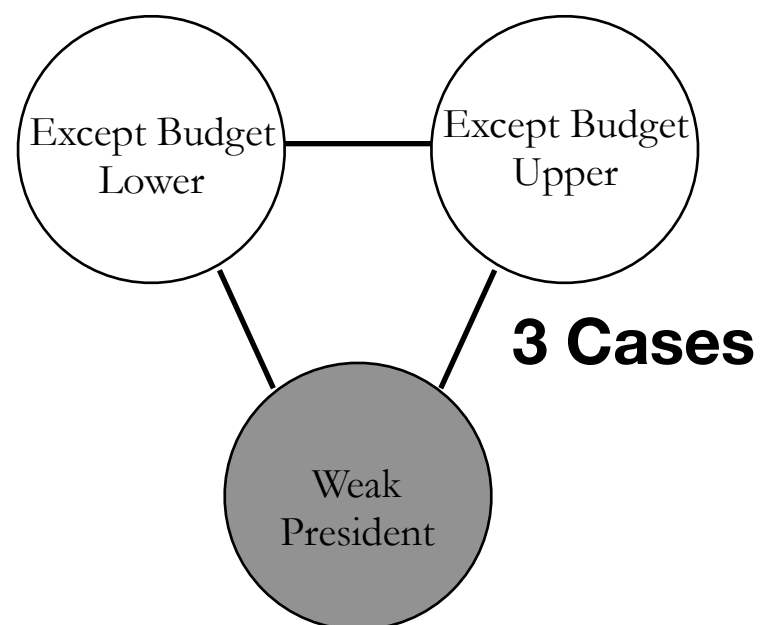 Except Budget
Lower
Except Budget
Upper
3 Cases
Weak
President